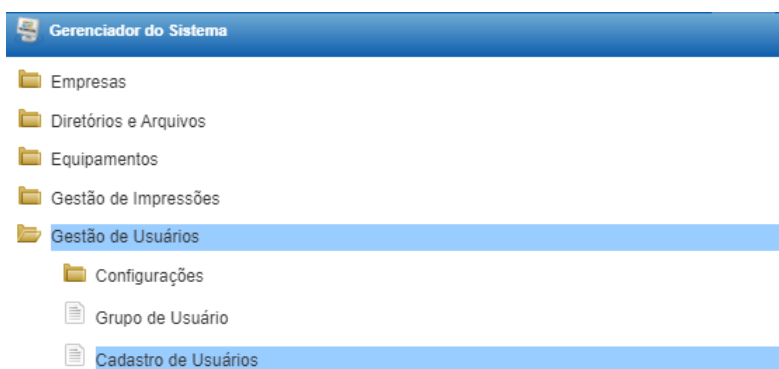 Gerenciador do Sistema
Empresas
Diretórios e Arquivos
Equipamentos
Gestão de Impressões
Gestão de Usuários
Configurações
Grupo de Usuário
Cadastro de Usuários